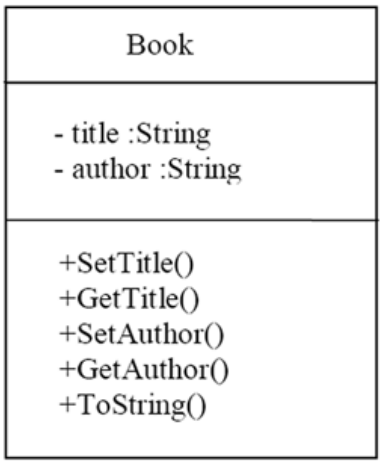 Book
- title :String
- author :String
+SetTitle()
+GetTitle()
+SetAuthor()
+GetAuthor()
+ToString()